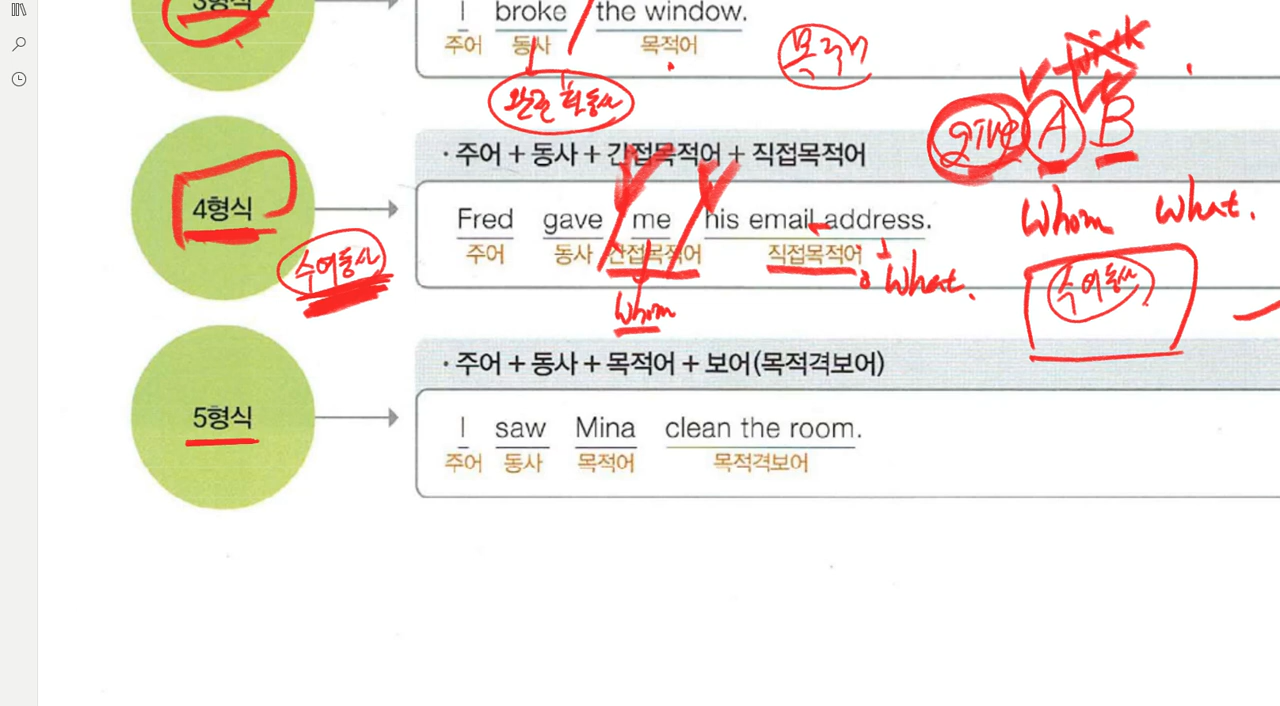 3형식
I broke the window.
주어 동사 목적어
목적어
완전 타동사
give A B
· 주어 + 동사 + 간접목적어 + 직접목적어
4형식
Fred gave me his email address.
주어 동사 간접목적어 직접목적어
수여동사
whom
what.
whom what.
수여동사
· 주어 + 동사 + 목적어 + 보어(목적격보어)
5형식
I saw Mina clean the room.
주어 동사 목적어 목적격보어